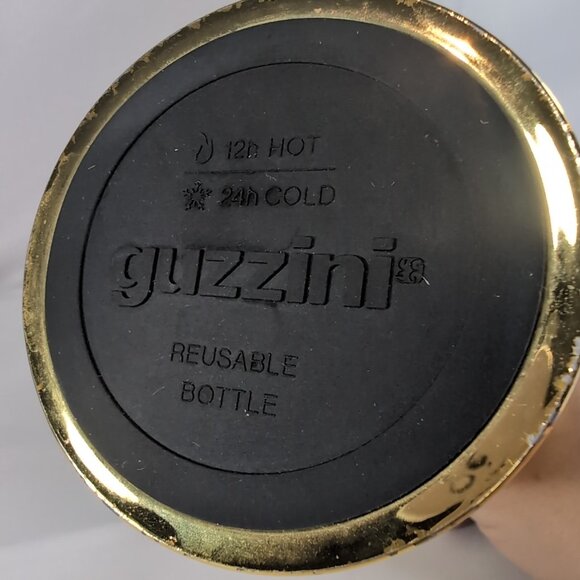 12h HOT
24h COLD
guzzini
REUSABLE
BOTTLE